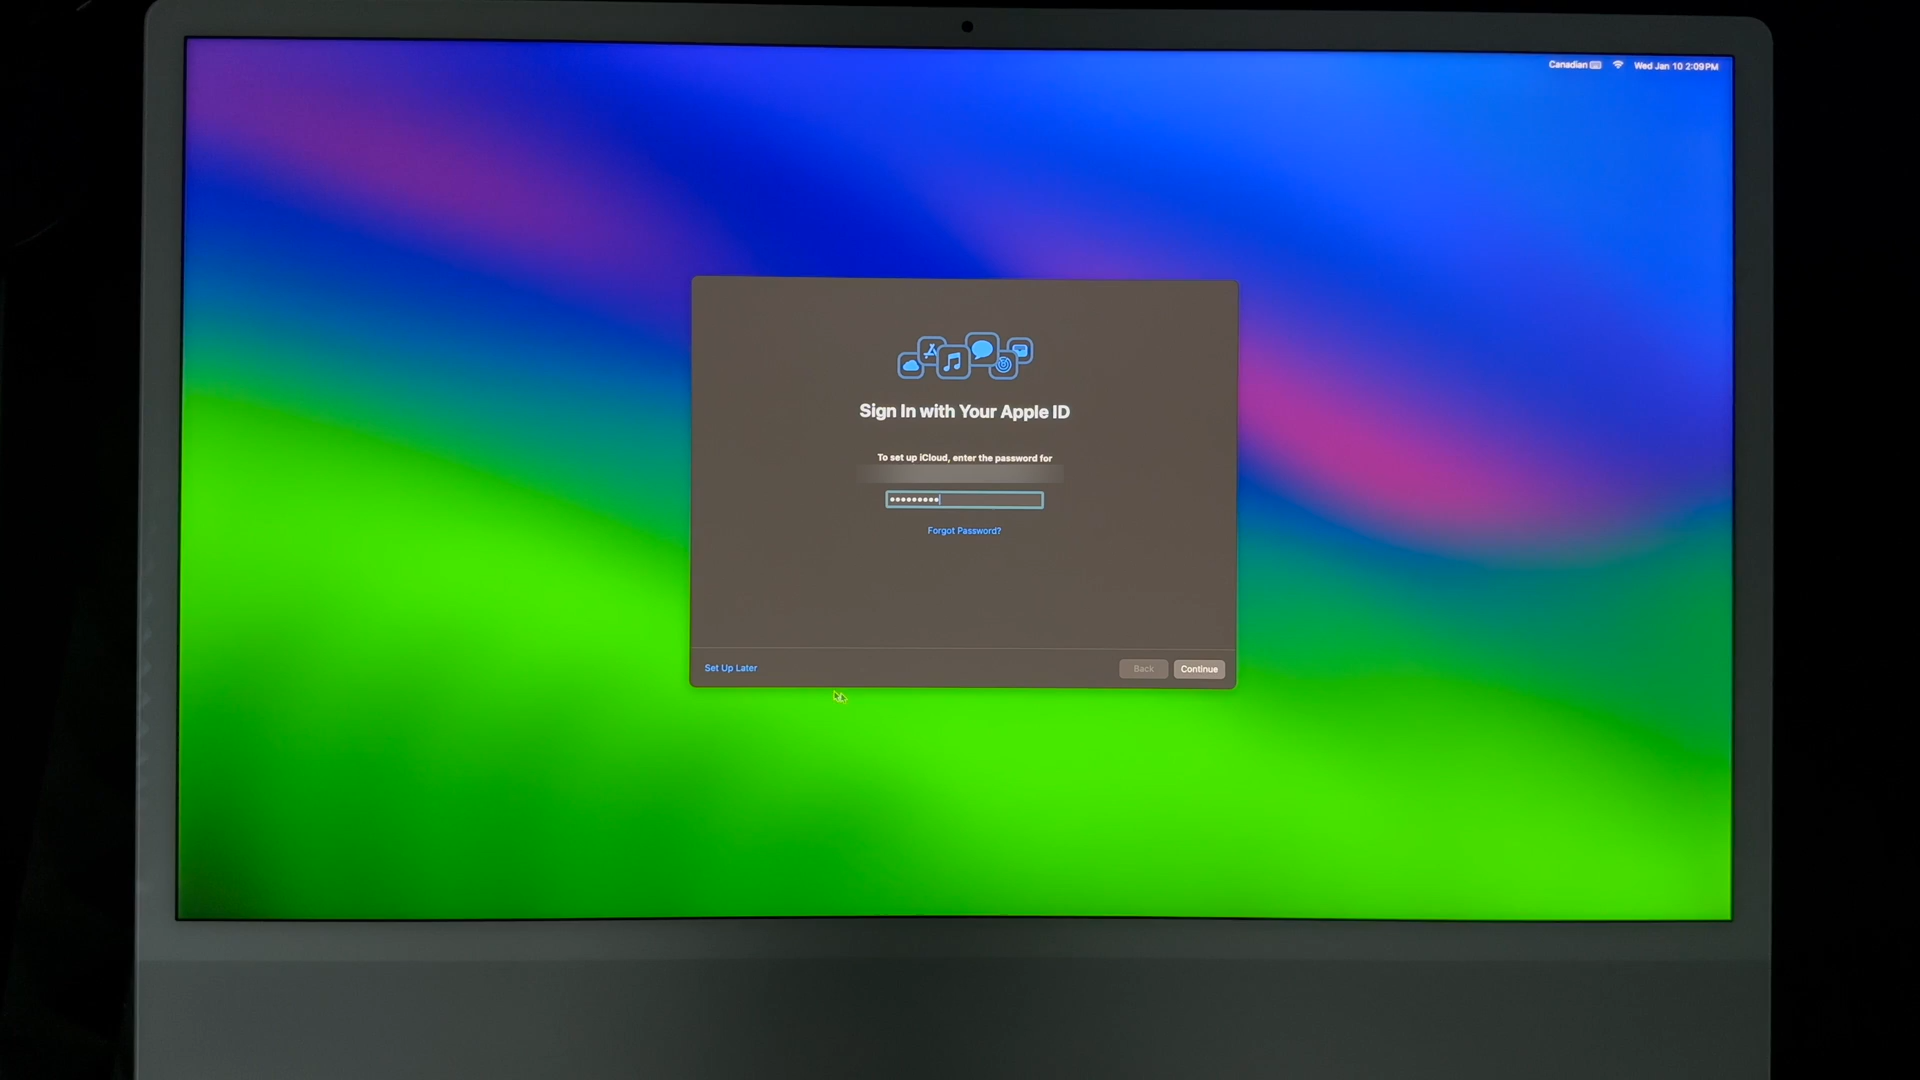 Canadian Wed Jan 10 2:09 PM
Sign In with Your Apple ID
To set up iCloud, enter the password for
•••••••••
Forgot Password?
Set Up Later Back Continue